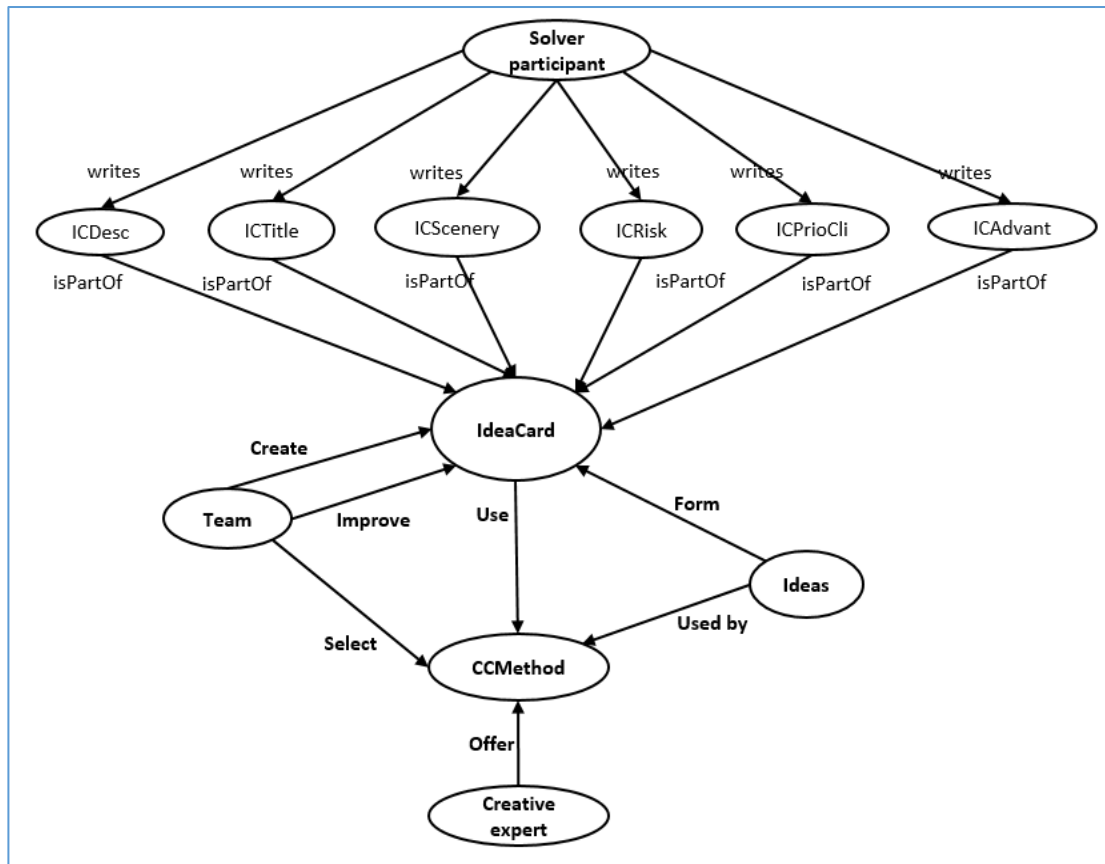 Solver
participant
writes
writes
writes
writes
writes
writes
ICDesc
ICTitle
ICScenery
ICRisk
ICPrioCli
ICAdvant
isPartOf
isPartOf
isPartOf
isPartOf
isPartOf
isPartOf
IdeaCard
Create
Team
Improve
Use
Form
Ideas
Used by
Select
CCMethod
Offer
Creative
expert